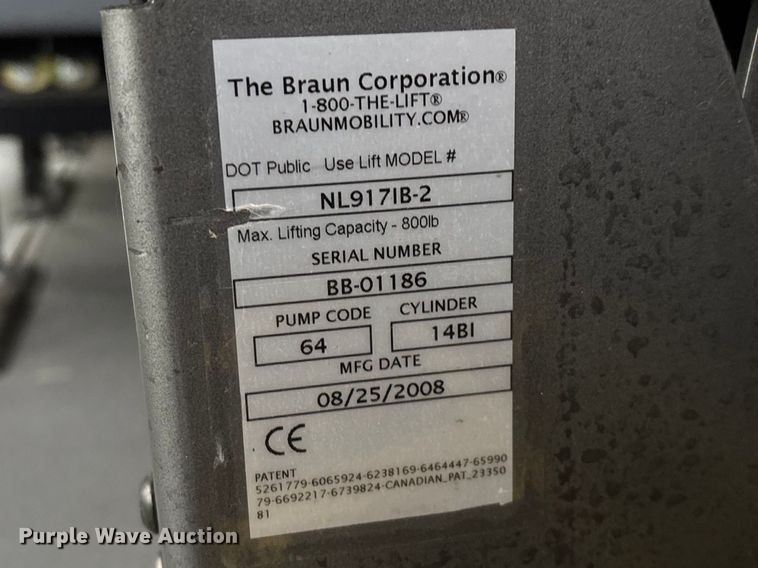 The Braun Corporation®
1-800-THE-LIFT®
BRAUNMOBILITY.COM®
DOT Public Use Lift MODEL #
NL917IB-2
Max. Lifting Capacity - 800lb
SERIAL NUMBER
BB-01186
PUMP CODE CYLINDER
64 14BI
MFG DATE
08/25/2008
CE
PATENT
5261779-6065924-6238169-6464447-65990
79-6692217-6739824-CANADIAN_PAT_23350
81
Purple Wave Auction®